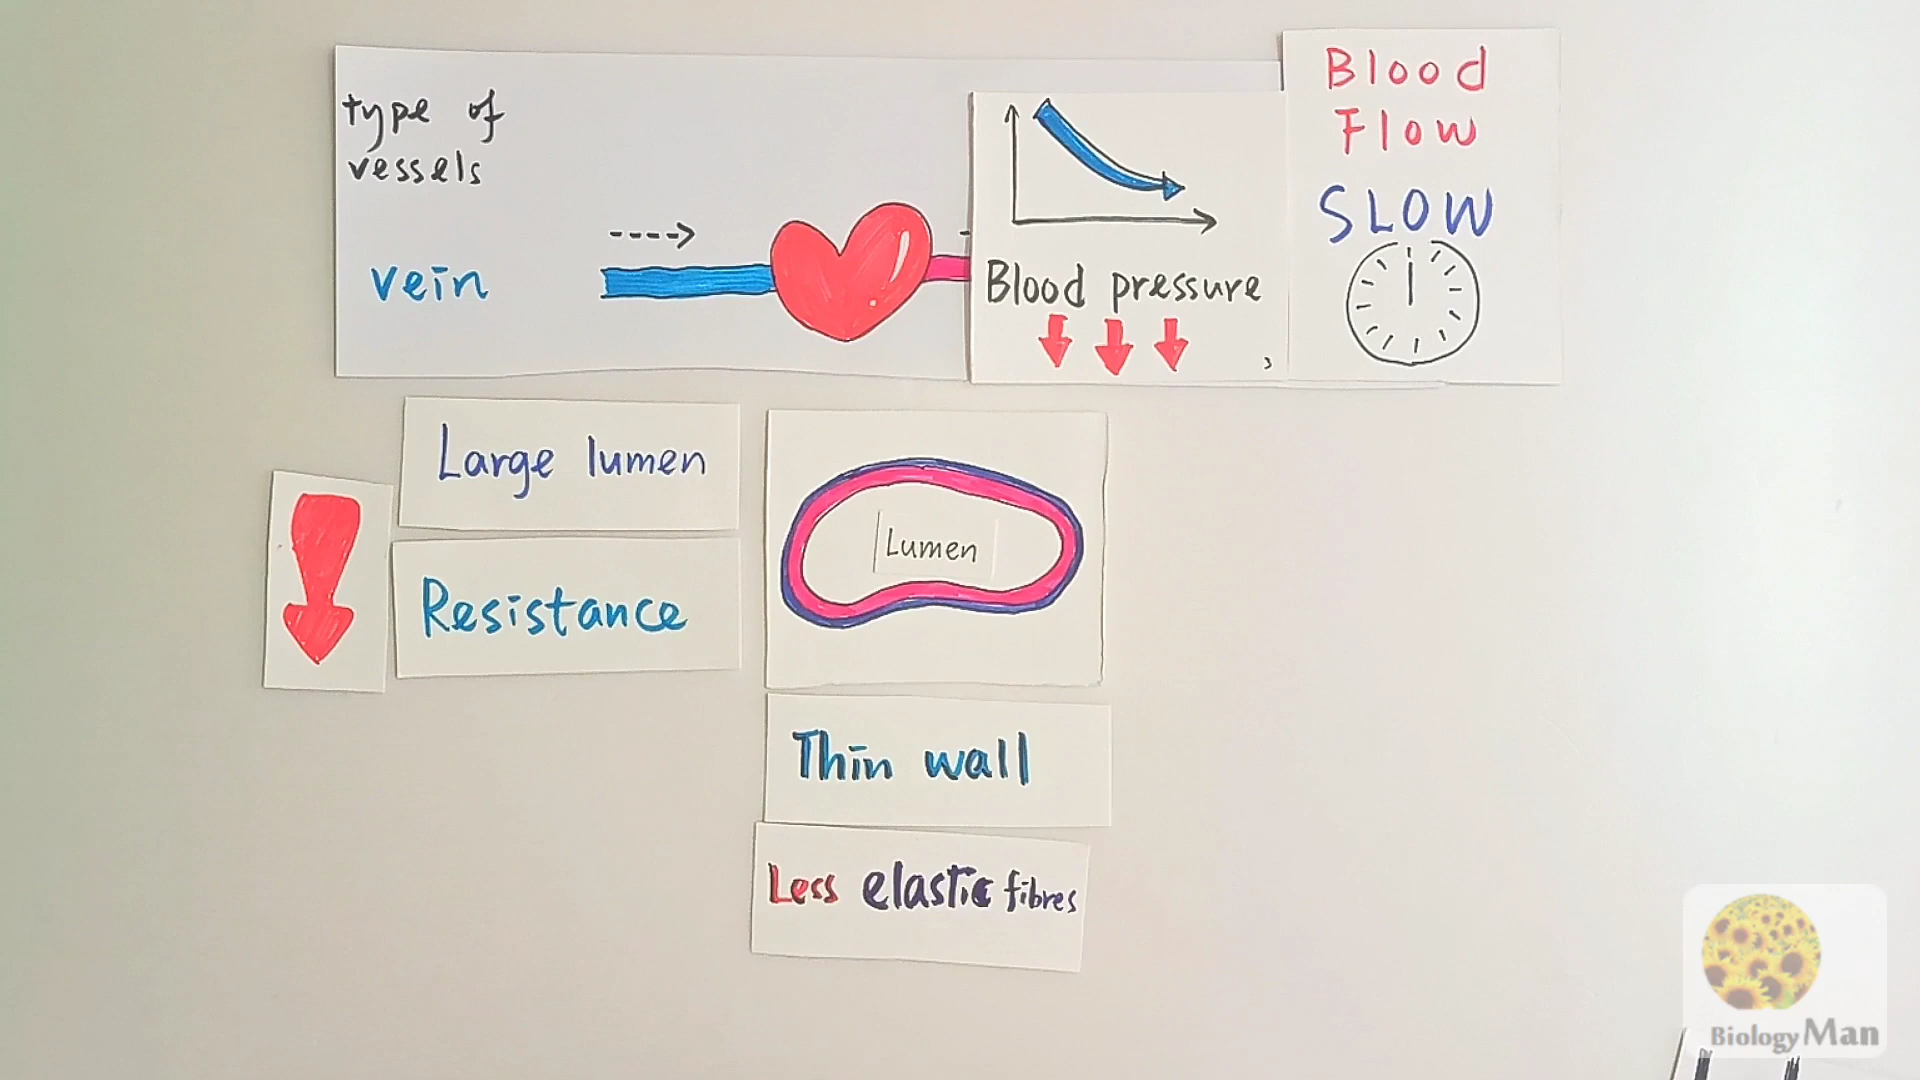 type of
vessels
vein
Blood pressure
3
Blood
Flow
SLOW
Large lumen
Resistance
Lumen
Thin wall
Less elastic fibres
Biology Man